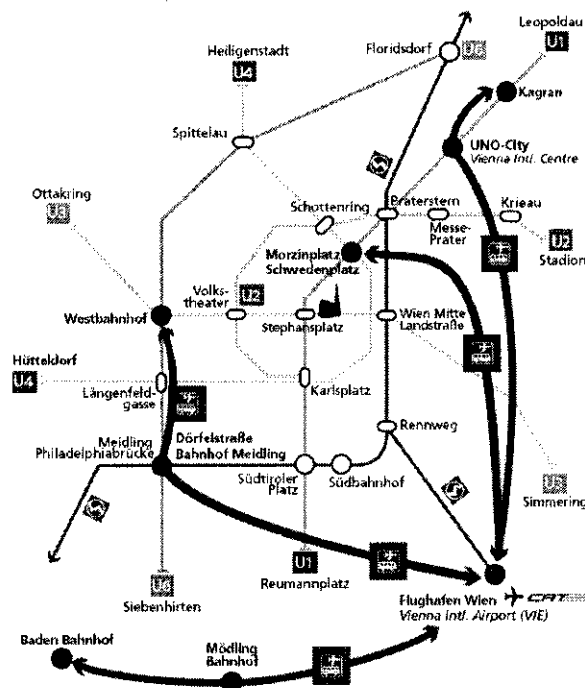 Leopoldau
U1
Heiligenstadt
U4
Floridsdorf U6
Kagran
Spittelau
UNO-City
Vienna Intl. Centre
Ottakring
U3
Schottenring
Praterstern
Krieau
Messe-
Prater
U2
Stadion
Morzinplatz
Schwedenplatz
Volks-
theater
U2
Westbahnhof
Stephansplatz
Wien Mitte
Landstraße
Hütteldorf
U4
Längenfeld-
gasse
Karlsplatz
Meidling
Philadelphiabrücke
Dörfelstraße
Bahnhof Meidling
Rennweg
Südtiroler
Platz
Südbahnhof
U3
Simmering
U6
Siebenhirten
U1
Reumannplatz
Flughafen Wien
Vienna Intl. Airport (VIE)
CAT
Baden Bahnhof
Mödling
Bahnhof